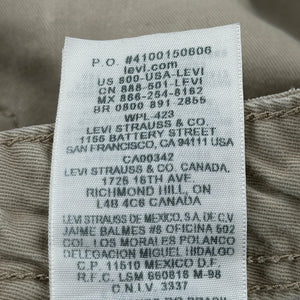 P.O. #4100150606
levi.com
US 800-USA-LEVI
CN 888-501-LEVI
MX 866-254-8162
BR 0800 891 2855
WPL-423
LEVI STRAUSS & CO.
1155 BATTERY STREET
SAN FRANCISCO, CA 94111 USA
CA00342
LEVI STRAUSS & CO. CANADA,
1725 16TH AVE.
RICHMOND HILL, ON
L4B 4C6 CANADA
LEVI STRAUSS DE MEXICO, S.A. DE C.V.
JAIME BALMES #8 OFICINA 502
COL. LOS MORALES POLANCO
DELEGACION MIGUEL HIDALGO
C.P. 11510 MEXICO D.F.
R.F.C. LSM 650818 M-98
C.N.I.V. 3337